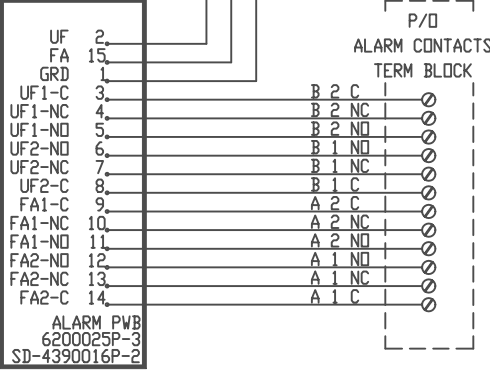 P/O
ALARM CONTACTS
TERM BLOCK
UF 2
FA 15
GRD 1
UF1-C 3 B 2 C
UF1-NC 4 B 2 NC
UF1-NO 5 B 2 NO
UF2-NO 6 B 1 NO
UF2-NC 7 B 1 NC
UF2-C 8 B 1 C
FA1-C 9 A 2 C
FA1-NC 10 A 2 NC
FA1-NO 11 A 2 NO
FA2-NO 12 A 1 NO
FA2-NC 13 A 1 NC
FA2-C 14 A 1 C
ALARM PWB
6200025P-3
SD-4390016P-2